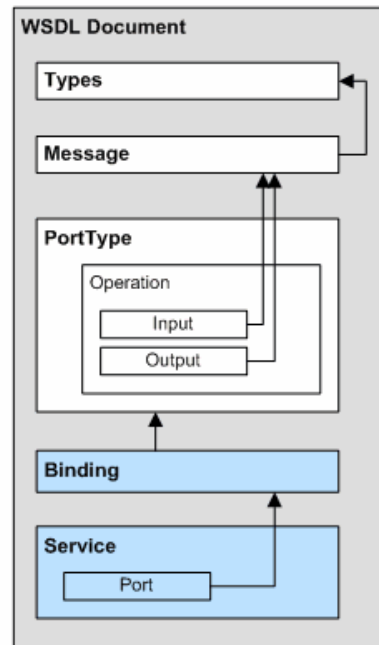 WSDL Document
Types
Message
PortType
Operation
Input
Output
Binding
Service
Port